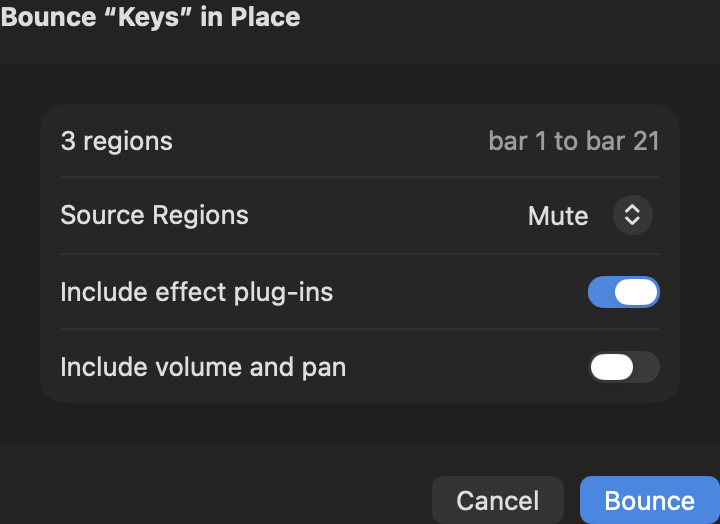 Bounce “Keys” in Place
3 regions bar 1 to bar 21
Source Regions Mute
Include effect plug-ins
Include volume and pan
Cancel Bounce